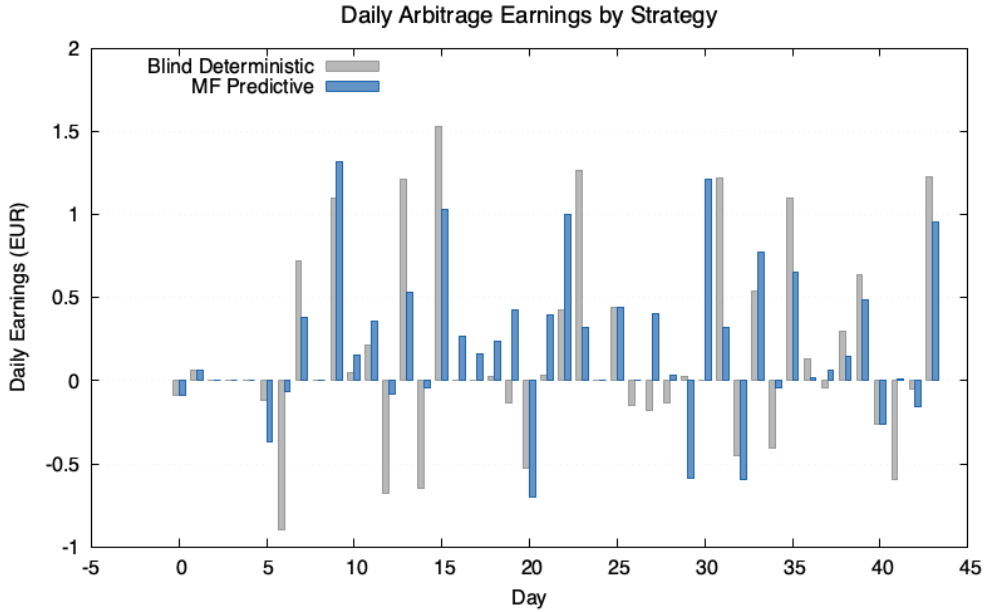 Daily Arbitrage Earnings by Strategy
Blind Deterministic
MF Predictive
Daily Earnings (EUR)
2
1.5
1
0.5
0
-0.5
-1
-5 0 5 10 15 20 25 30 35 40 45
Day